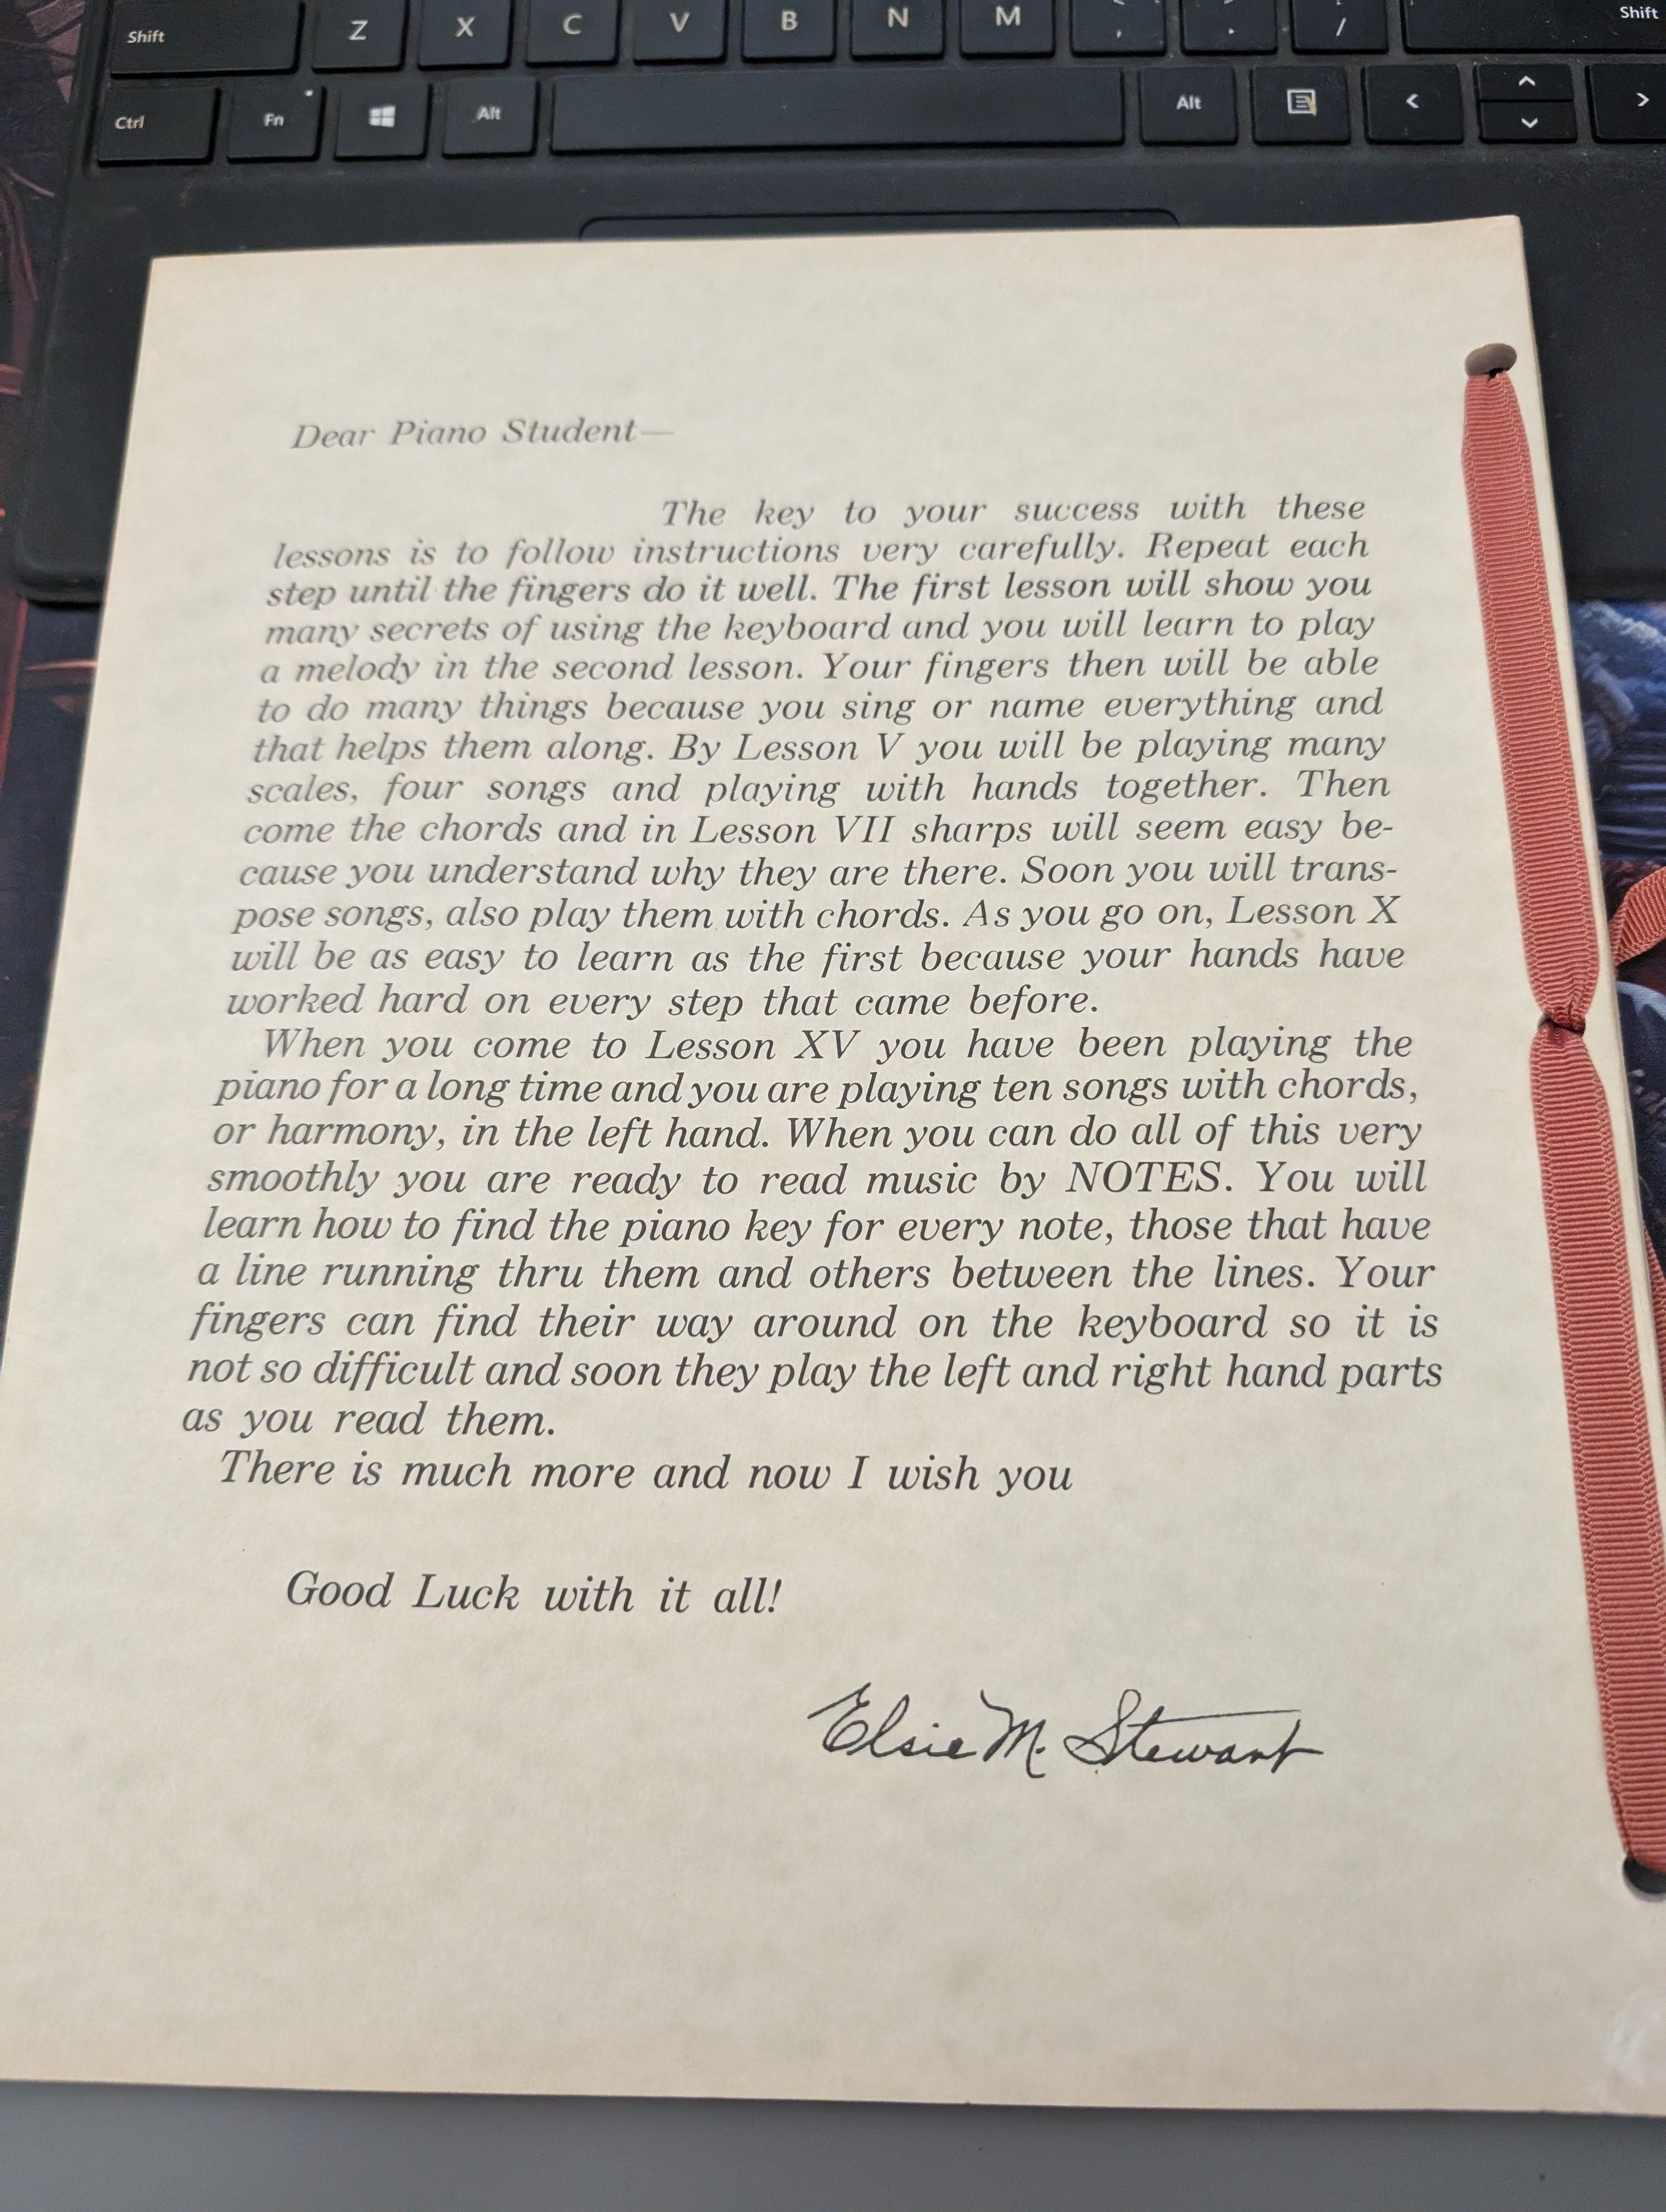 Shift Z X C V B N M , . / Shift
Ctrl Fn Alt Alt
Dear Piano Student—
The key to your success with these
lessons is to follow instructions very carefully. Repeat each
step until the fingers do it well. The first lesson will show you
many secrets of using the keyboard and you will learn to play
a melody in the second lesson. Your fingers then will be able
to do many things because you sing or name everything and
that helps them along. By Lesson V you will be playing many
scales, four songs and playing with hands together. Then
come the chords and in Lesson VII sharps will seem easy be-
cause you understand why they are there. Soon you will trans-
pose songs, also play them with chords. As you go on, Lesson X
will be as easy to learn as the first because your hands have
worked hard on every step that came before.
When you come to Lesson XV you have been playing the
piano for a long time and you are playing ten songs with chords,
or harmony, in the left hand. When you can do all of this very
smoothly you are ready to read music by NOTES. You will
learn how to find the piano key for every note, those that have
a line running thru them and others between the lines. Your
fingers can find their way around on the keyboard so it is
not so difficult and soon they play the left and right hand parts
as you read them.
There is much more and now I wish you
Good Luck with it all!
Elsie M. Stewart